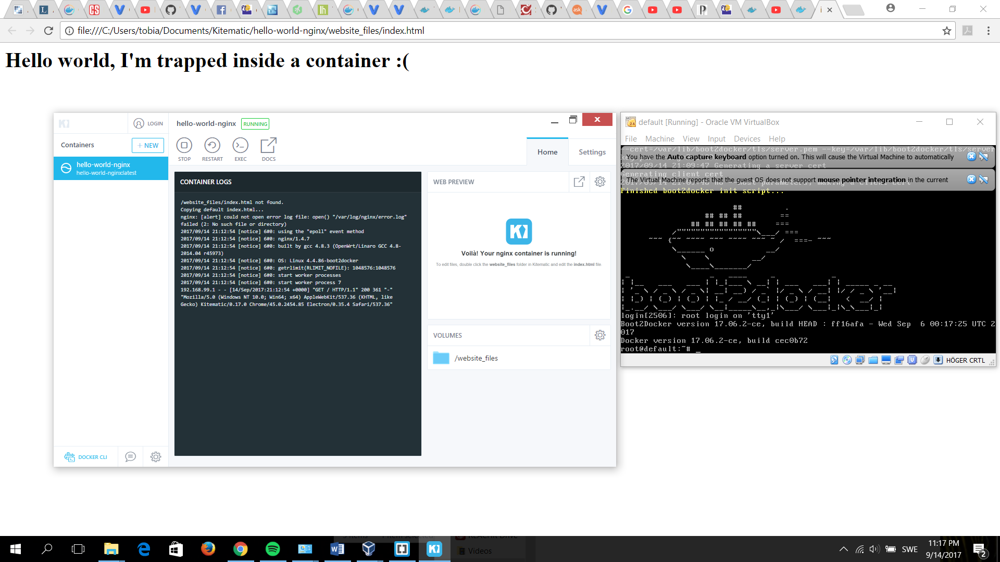 file:///C:/Users/tobia/Documents/Kitematic/hello-world-nginx/website_files/index.html
Hello world, I'm trapped inside a container :(
LOGIN
Containers
+ NEW
hello-world-nginx
hello-world-nginx:latest
DOCKER CLI
hello-world-nginx RUNNING
STOP RESTART EXEC DOCS
Home Settings
CONTAINER LOGS
/website_files/index.html not found.
Copying default index.html...
nginx: [alert] could not open error log file: open() "/var/log/nginx/error.log"
failed (2: No such file or directory)
2017/09/14 21:12:54 [notice] 6#0: using the "epoll" event method
2017/09/14 21:12:54 [notice] 6#0: nginx/1.4.7
2017/09/14 21:12:54 [notice] 6#0: built by gcc 4.8.3 (OpenWrt/Linaro GCC 4.8-
2014.04 r45973)
2017/09/14 21:12:54 [notice] 6#0: OS: Linux 4.4.86-boot2docker
2017/09/14 21:12:54 [notice] 6#0: getrlimit(RLIMIT_NOFILE): 1048576:1048576
2017/09/14 21:12:54 [notice] 6#0: start worker processes
2017/09/14 21:12:54 [notice] 6#0: start worker process 7
192.168.99.1 - - [14/Sep/2017:21:12:54 +0000] "GET / HTTP/1.1" 200 361 "-"
"Mozilla/5.0 (Windows NT 10.0; Win64; x64) AppleWebKit/537.36 (KHTML, like
Gecko) Kitematic/0.17.0 Chrome/45.0.2454.85 Electron/0.35.4 Safari/537.36"
WEB PREVIEW
Voilà! Your nginx container is running!
To edit files, double click the website_files folder in Kitematic and edit the index.html file.
VOLUMES
/website_files
default [Running] - Oracle VM VirtualBox
File Machine View Input Devices Help
--cert=/var/lib/boot2docker/tls/server.pem --key=/var/lib/boot2docker/tls/server
You have the Auto capture keyboard option turned on. This will cause the Virtual Machine to automatically
2017/09/14 21:09:47 Generating a server cert
Generating client cert
The Virtual Machine reports that the guest OS does not support mouse pointer integration in the current
Finished boot2docker init script...
boot2docker
login[2506]: root login on 'tty1'
Boot2Docker version 17.06.2-ce, build HEAD : ff16afa - Wed Sep  6 00:17:25 UTC 2
017
Docker version 17.06.2-ce, build cec0b72
root@default:~# _
HÖGER CRTL
Videos
SWE
11:17 PM
9/14/2017
2